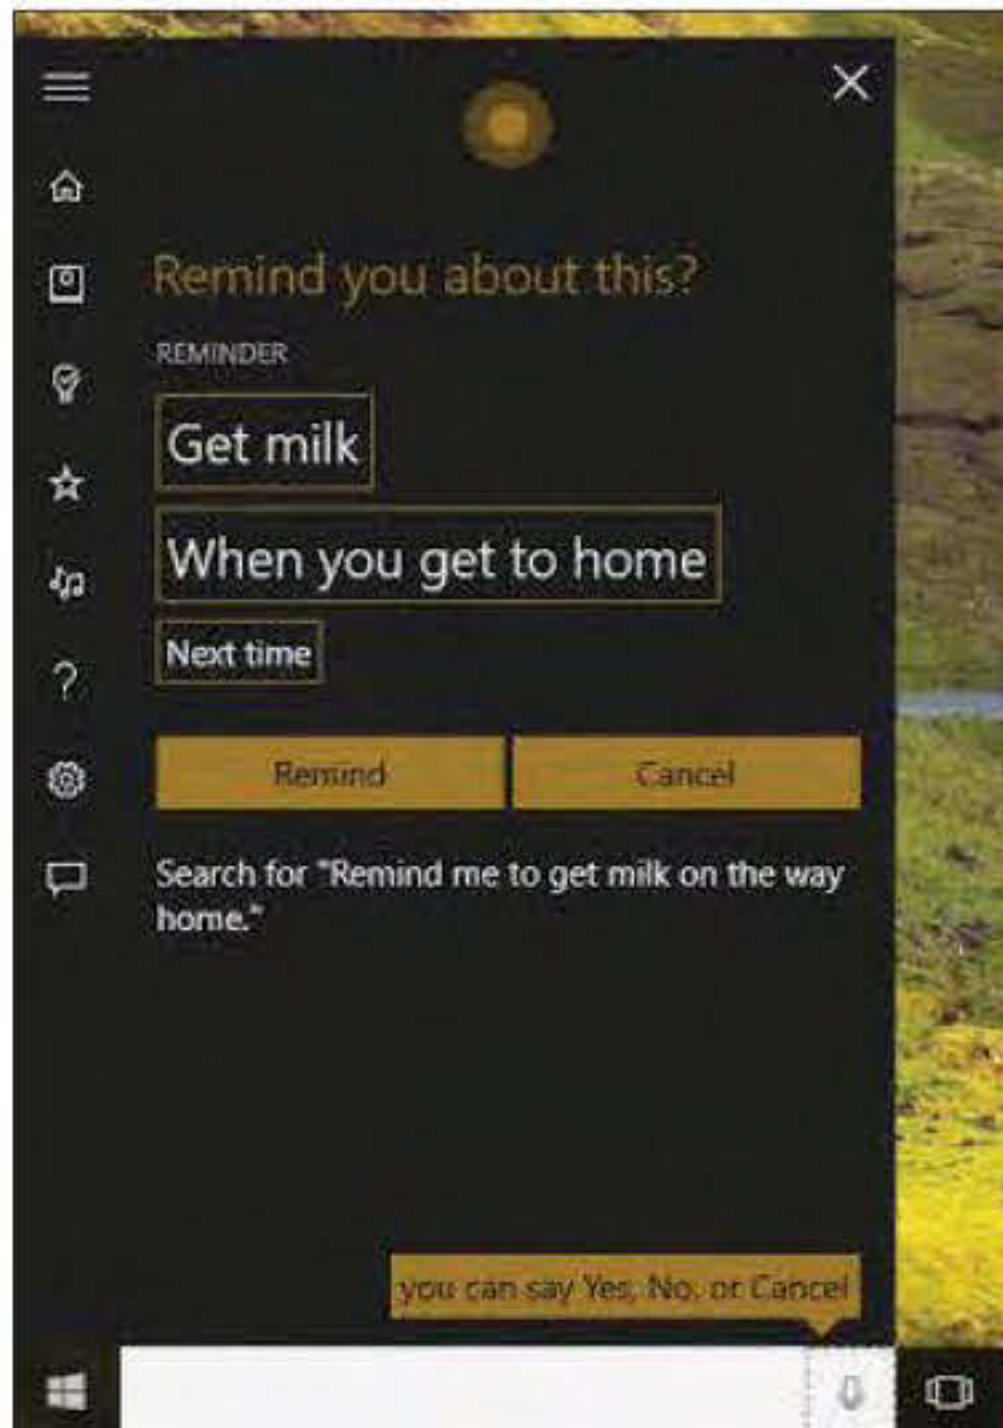 Remind you about this?
REMINDER
Get milk
When you get to home
Next time
Remind
Cancel
Search for "Remind me to get milk on the way
home."
you can say Yes, No, or Cancel